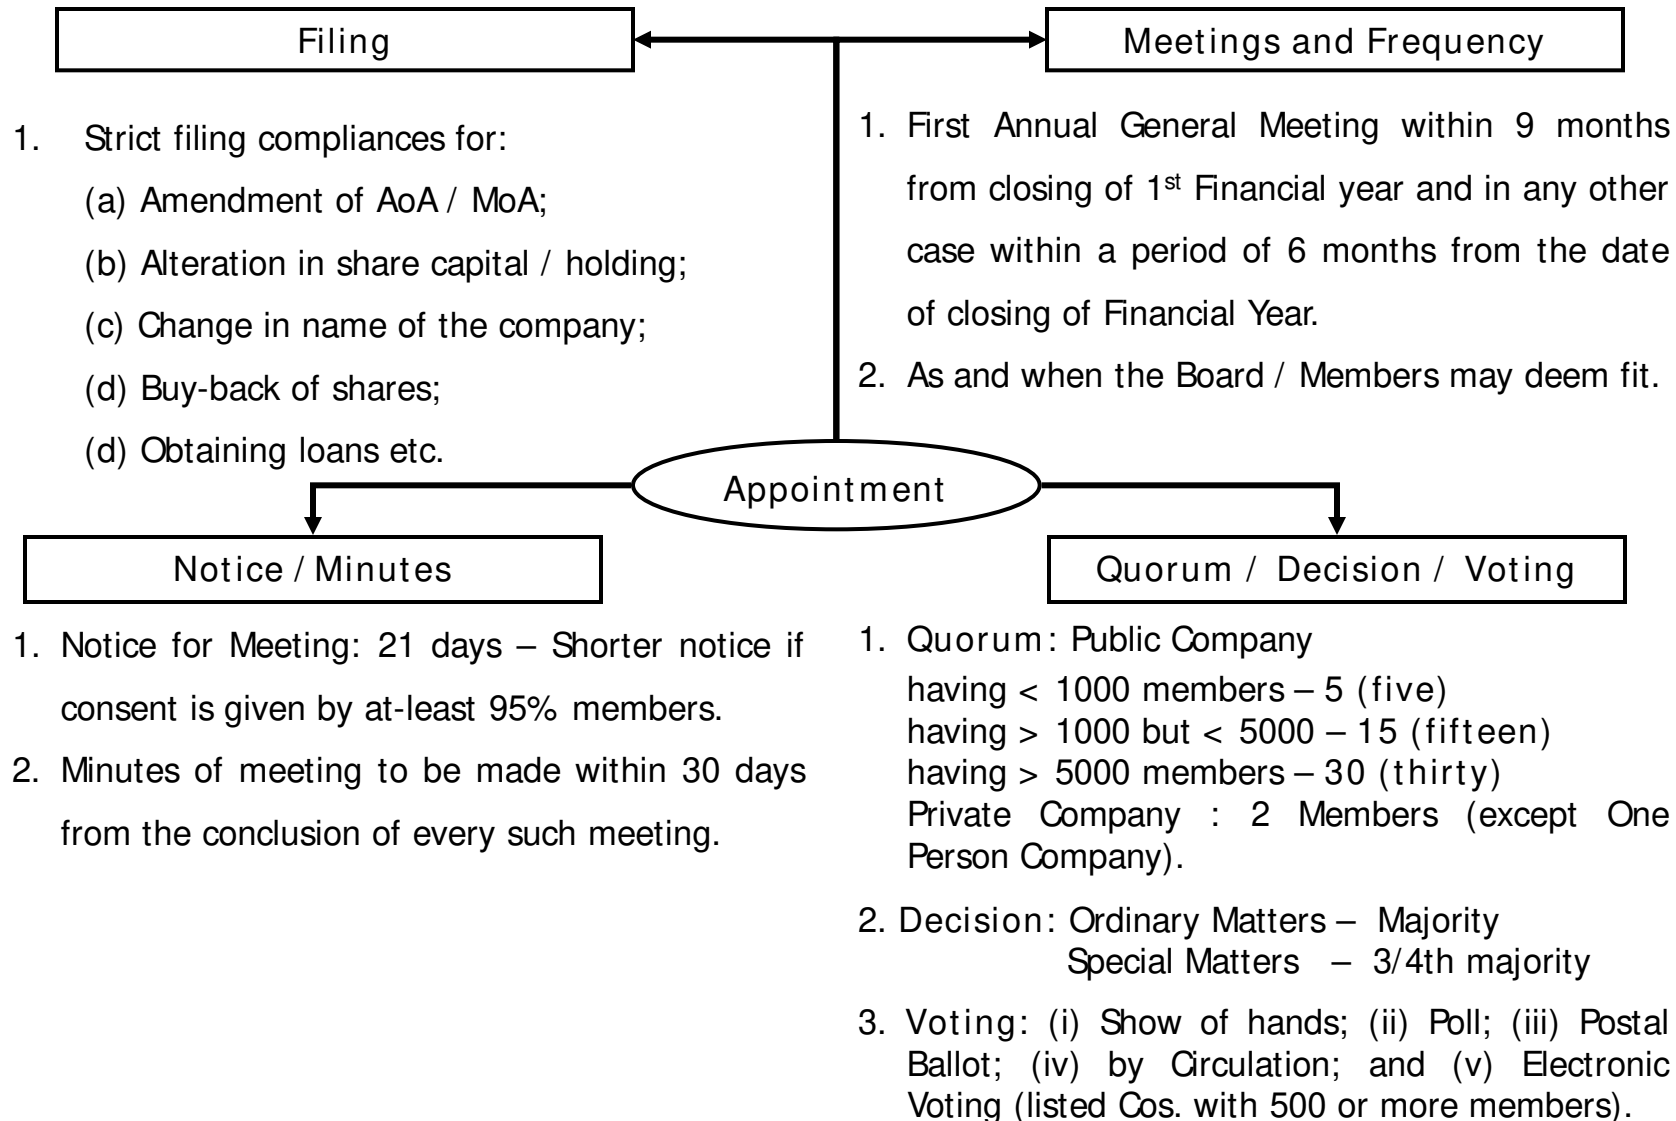 Filing
1. Strict filing compliances for:
(a) Amendment of AoA / MoA;
(b) Alteration in share capital / holding;
(c) Change in name of the company;
(d) Buy-back of shares;
(d) Obtaining loans etc.
Meetings and Frequency
1. First Annual General Meeting within 9 months
from closing of 1st Financial year and in any other
case within a period of 6 months from the date
of closing of Financial Year.
2. As and when the Board / Members may deem fit.
Appointment
Notice / Minutes
1. Notice for Meeting: 21 days – Shorter notice if
consent is given by at-least 95% members.
2. Minutes of meeting to be made within 30 days
from the conclusion of every such meeting.
Quorum / Decision / Voting
1. Quorum: Public Company
having < 1000 members – 5 (five)
having > 1000 but < 5000 – 15 (fifteen)
having > 5000 members – 30 (thirty)
Private Company : 2 Members (except One
Person Company).
2. Decision: Ordinary Matters – Majority
Special Matters – 3/4th majority
3. Voting: (i) Show of hands; (ii) Poll; (iii) Postal
Ballot; (iv) by Circulation; and (v) Electronic
Voting (listed Cos. with 500 or more members).